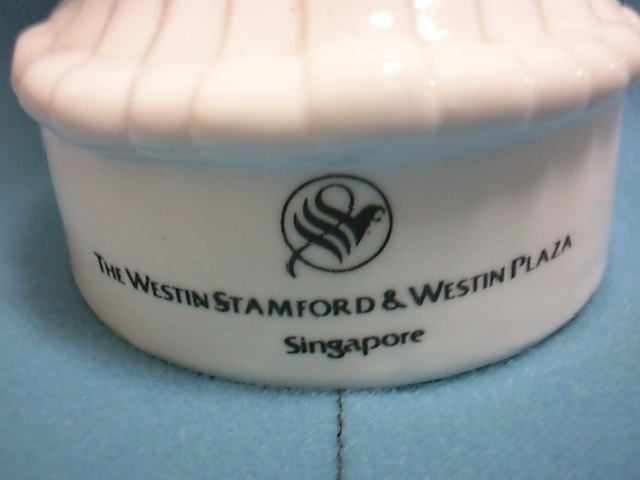 THE WESTIN STAMFORD & WESTIN PLAZA
Singapore